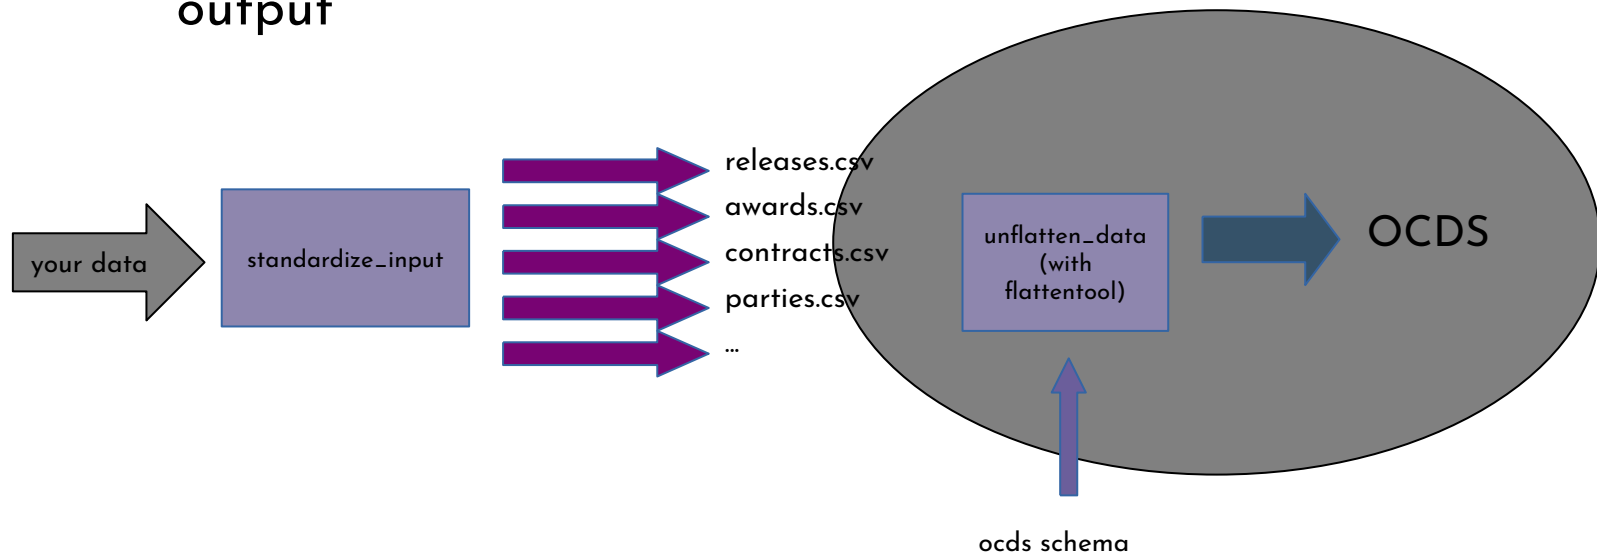 output
your data
standardize_input
releases.csv
awards.csv
contracts.csv
parties.csv
...
unflatten_data
(with
flattentool)
OCDS
ocds schema